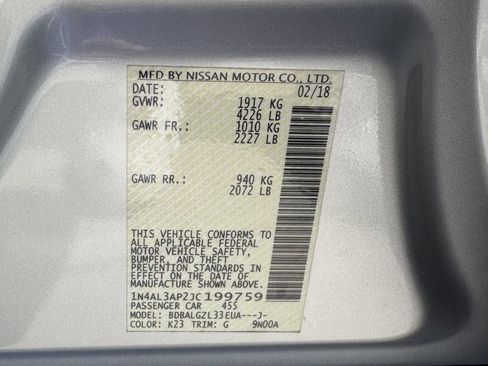 MFD BY NISSAN MOTOR CO., LTD.
DATE: 02/18
GVWR: 1917 KG
4226 LB
GAWR FR.: 1010 KG
2227 LB
GAWR RR.: 940 KG
2072 LB
THIS VEHICLE CONFORMS TO
ALL APPLICABLE FEDERAL
MOTOR VEHICLE SAFETY,
BUMPER, AND THEFT
PREVENTION STANDARDS IN
EFFECT ON THE DATE OF
MANUFACTURE SHOWN ABOVE.
1N4AL3AP2JC199759
PASSENGER CAR 455
MODEL: BDBALGZL33EUA---J-
COLOR: K23 TRIM: G 9N00A